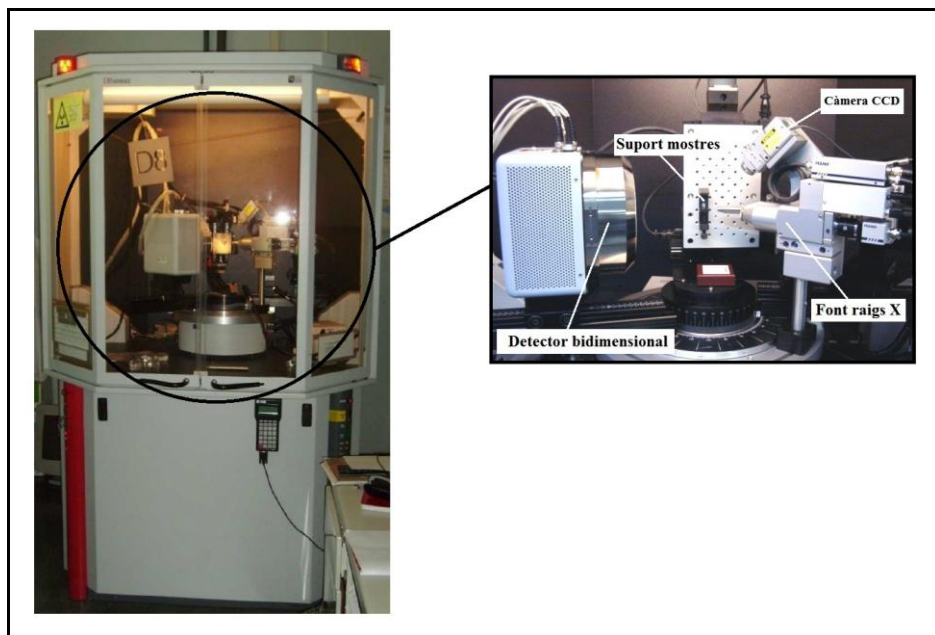 D8
Càmera CCD
Suport mostres
Font raigs X
Detector bidimensional